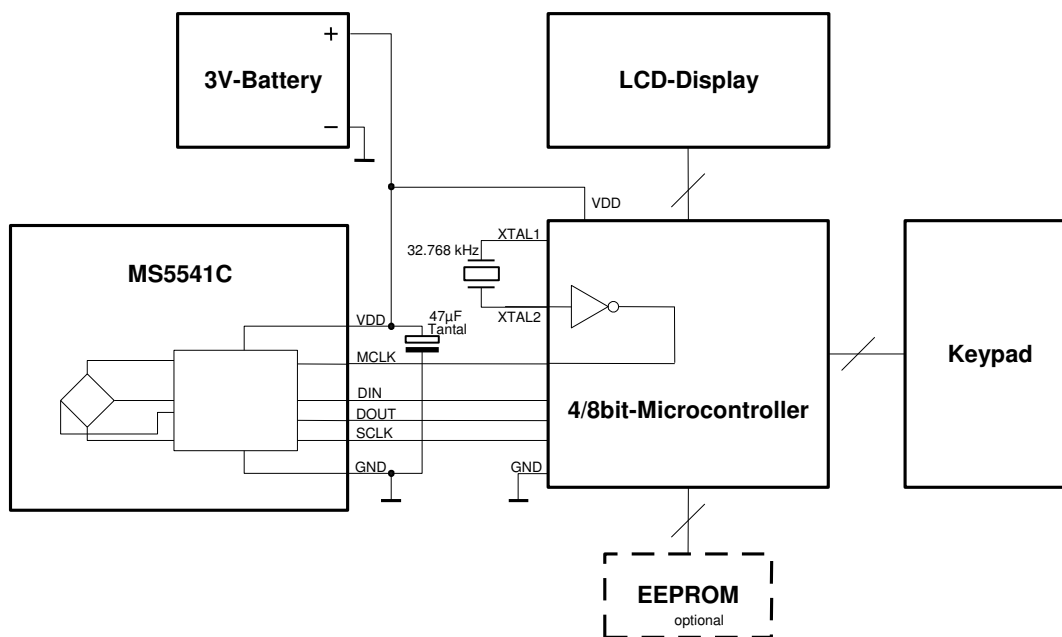 +
3V-Battery
−
LCD-Display
VDD
XTAL1
32.768 kHz
XTAL2
MS5541C
47µF
Tantal
VDD
MCLK
DIN
DOUT
SCLK
GND
4/8bit-Microcontroller
GND
Keypad
EEPROM
optional